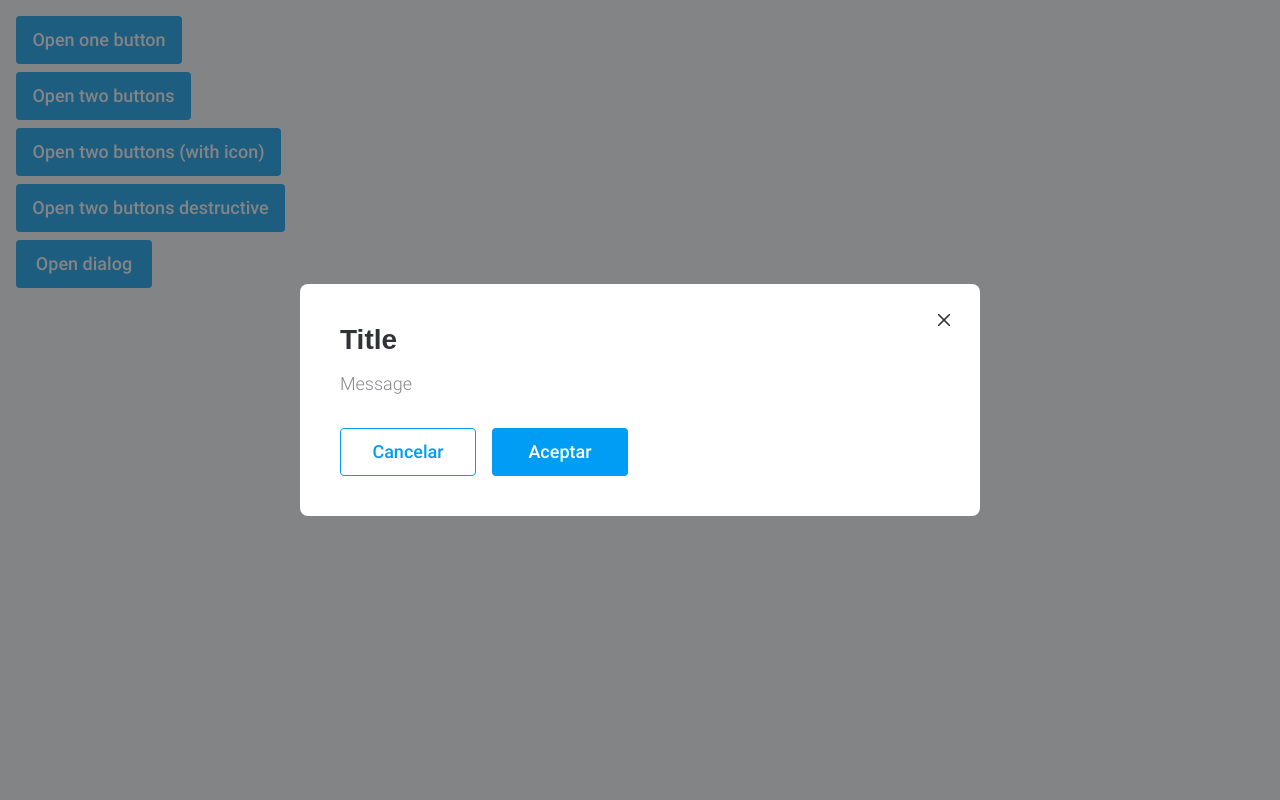 Open one button
Open two buttons
Open two buttons (with icon)
Open two buttons destructive
Open dialog
Title
Message
Cancelar
Aceptar